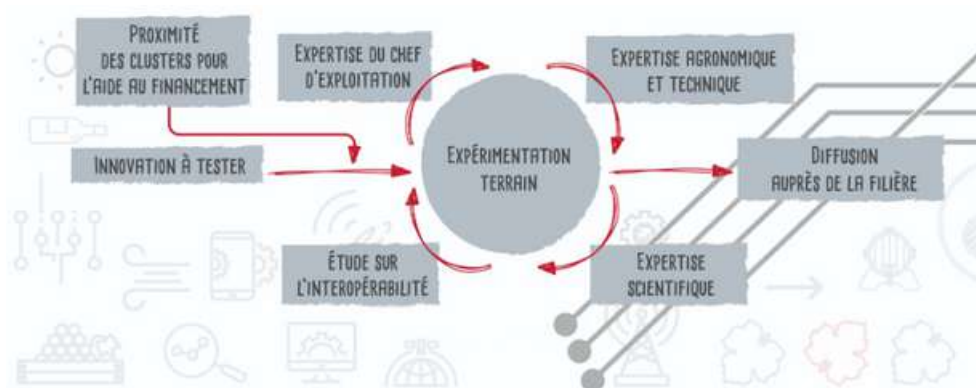 PROXIMITÉ
DES CLUSTERS POUR
L'AIDE AU FINANCEMENT
EXPERTISE DU CHEF
D'EXPLOITATION
EXPERTISE AGRONOMIQUE
ET TECHNIQUE
INNOVATION À TESTER
EXPÉRIMENTATION
TERRAIN
DIFFUSION
AUPRÈS DE LA FILIÈRE
ÉTUDE SUR
L'INTEROPÉRABILITÉ
EXPERTISE
SCIENTIFIQUE